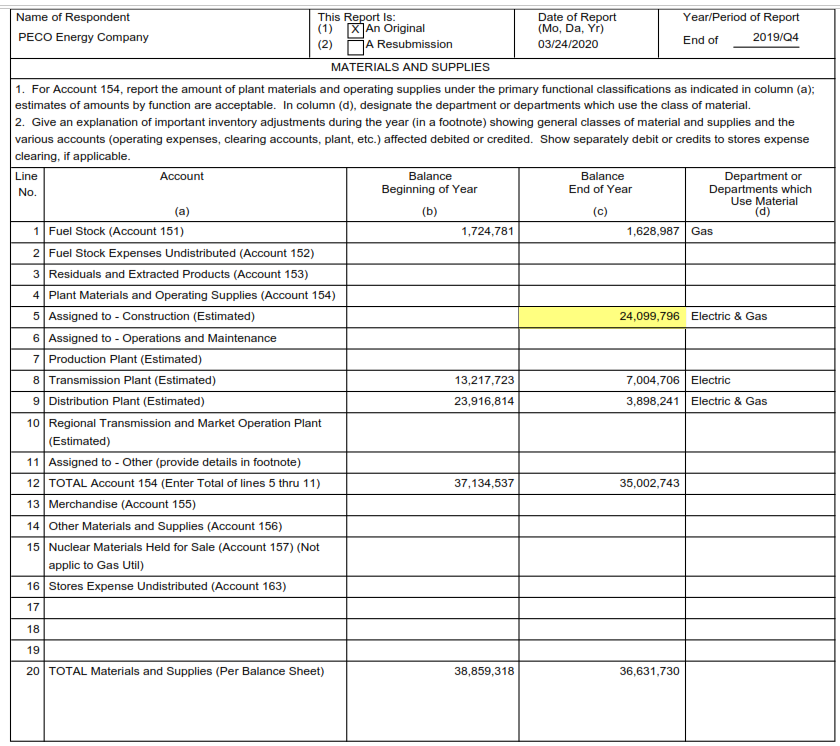 Name of Respondent
PECO Energy Company
This Report Is:
(1) X An Original
(2) A Resubmission
Date of Report
(Mo, Da, Yr)
03/24/2020
Year/Period of Report
End of 2019/Q4
MATERIALS AND SUPPLIES
1. For Account 154, report the amount of plant materials and operating supplies under the primary functional classifications as indicated in column (a);
estimates of amounts by function are acceptable. In column (d), designate the department or departments which use the class of material.
2. Give an explanation of important inventory adjustments during the year (in a footnote) showing general classes of material and supplies and the
various accounts (operating expenses, clearing accounts, plant, etc.) affected debited or credited. Show separately debit or credits to stores expense
clearing, if applicable.
Line
No.
Account
(a)
Balance
Beginning of Year
(b)
Balance
End of Year
(c)
Department or
Departments which
Use Material
(d)
1 Fuel Stock (Account 151) 1,724,781 1,628,987 Gas
2 Fuel Stock Expenses Undistributed (Account 152)
3 Residuals and Extracted Products (Account 153)
4 Plant Materials and Operating Supplies (Account 154)
5 Assigned to - Construction (Estimated) 24,099,796 Electric & Gas
6 Assigned to - Operations and Maintenance
7 Production Plant (Estimated)
8 Transmission Plant (Estimated) 13,217,723 7,004,706 Electric
9 Distribution Plant (Estimated) 23,916,814 3,898,241 Electric & Gas
10 Regional Transmission and Market Operation Plant
(Estimated)
11 Assigned to - Other (provide details in footnote)
12 TOTAL Account 154 (Enter Total of lines 5 thru 11) 37,134,537 35,002,743
13 Merchandise (Account 155)
14 Other Materials and Supplies (Account 156)
15 Nuclear Materials Held for Sale (Account 157) (Not
applic to Gas Util)
16 Stores Expense Undistributed (Account 163)
17
18
19
20 TOTAL Materials and Supplies (Per Balance Sheet) 38,859,318 36,631,730